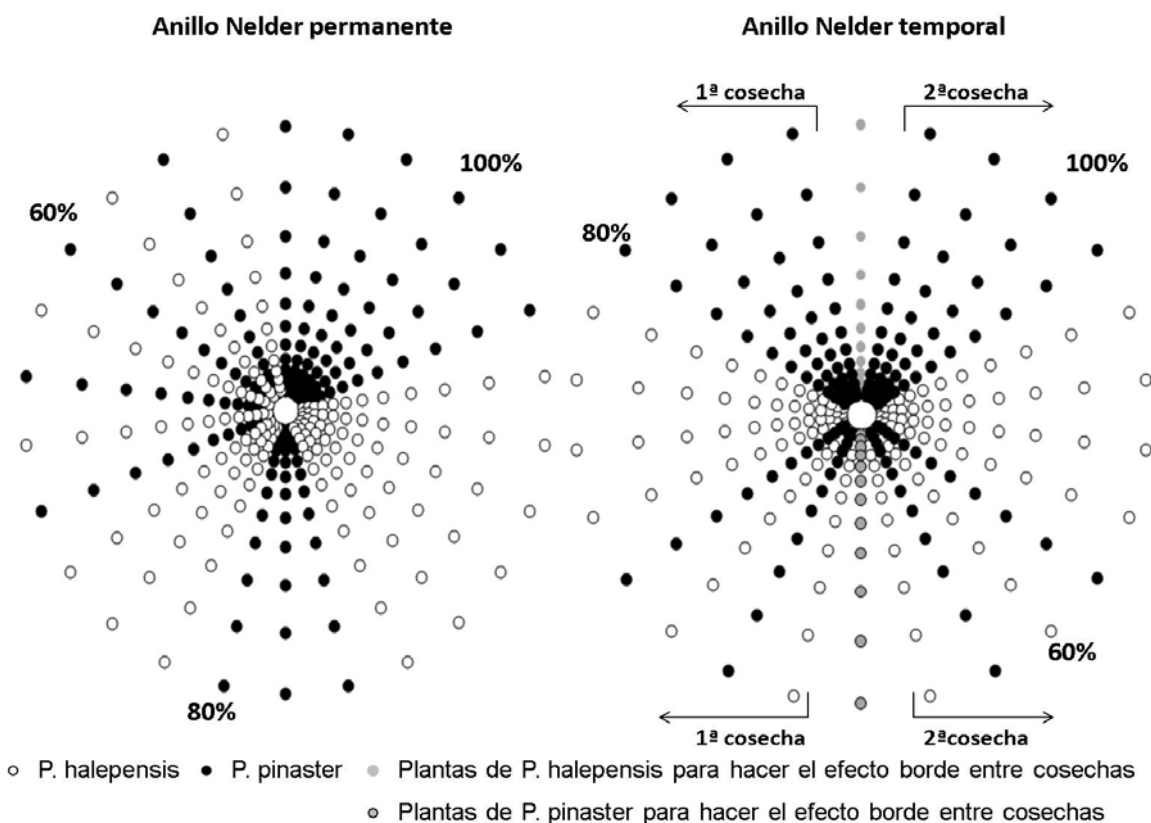 Anillo Nelder permanente
Anillo Nelder temporal
1ª cosecha
2ªcosecha
100%
100%
60%
80%
80%
60%
1ª cosecha
2ªcosecha
P. halepensis
P. pinaster
Plantas de P. halepensis para hacer el efecto borde entre cosechas
Plantas de P. pinaster para hacer el efecto borde entre cosechas